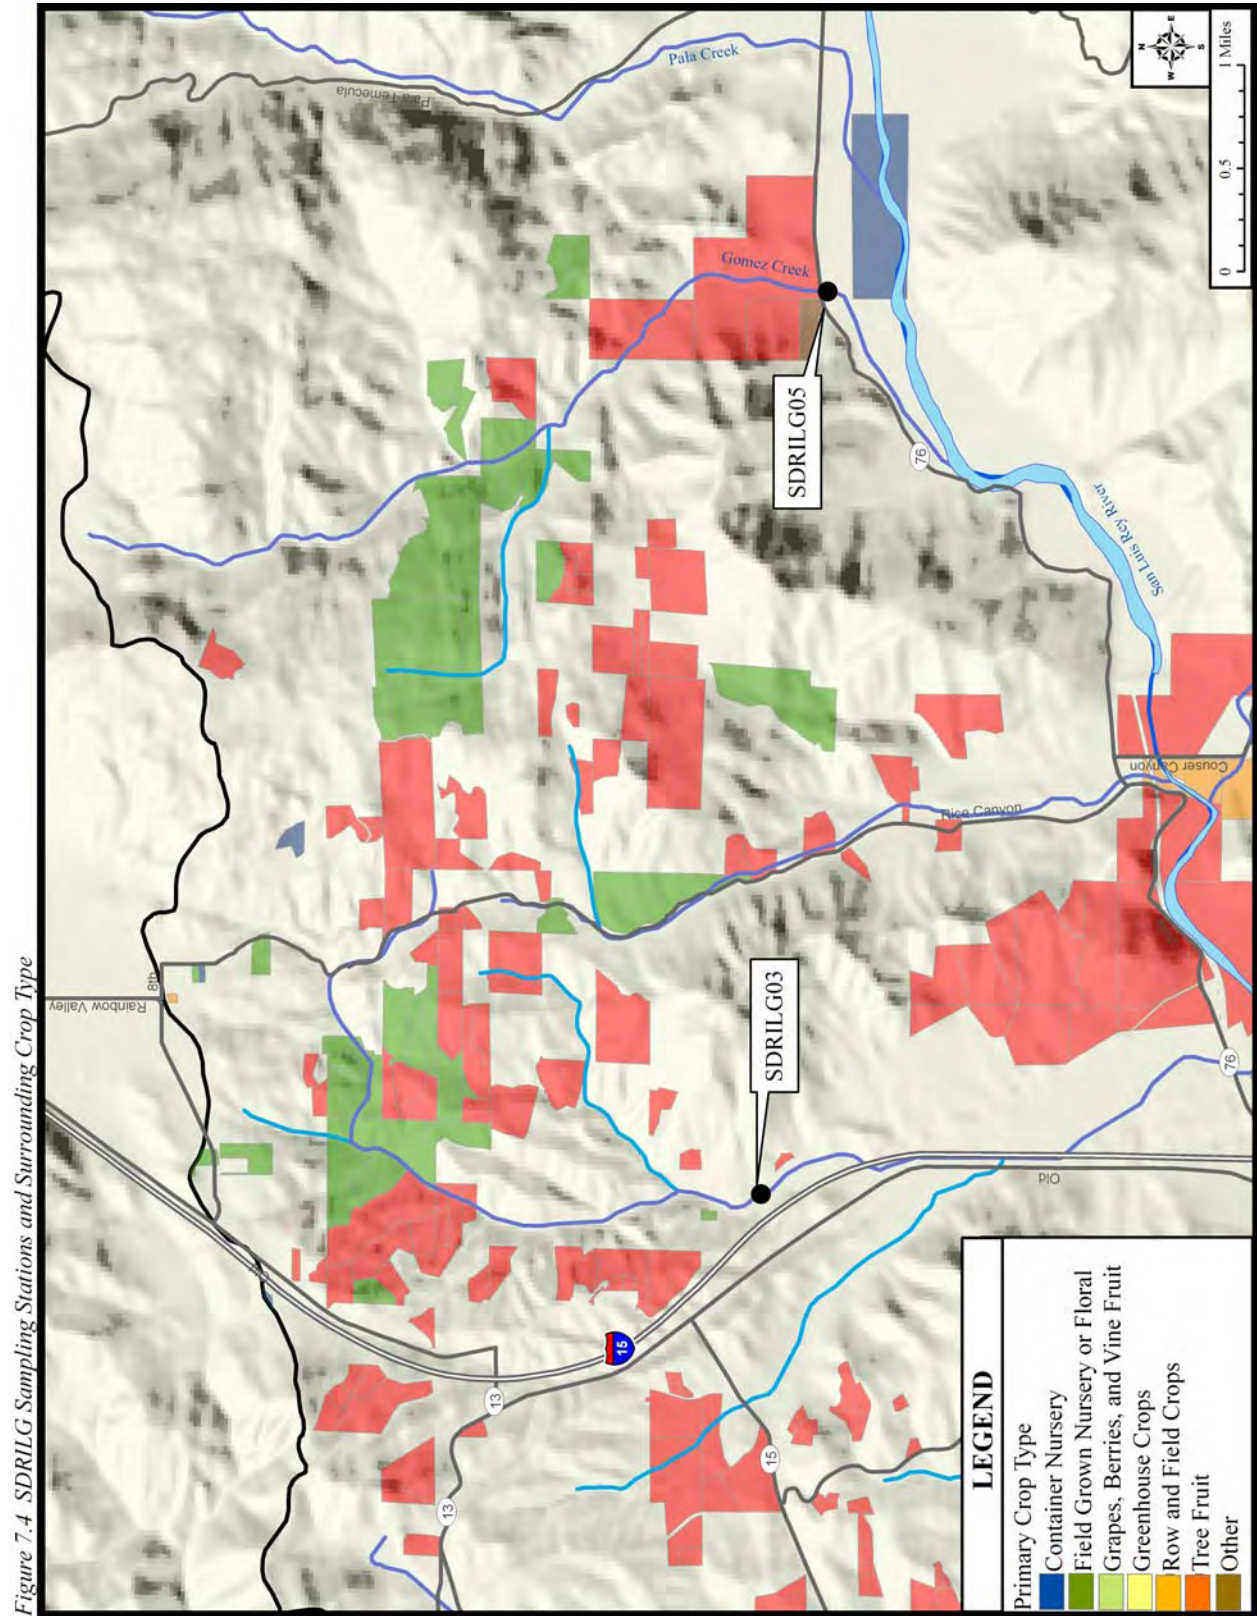 Figure 7.4 SDRILG Sampling Stations and Surrounding Crop Type
Rainbow Valley
8th
Pala Temecula
Pala Creek
Gomez Creek
SDRILG05
76
San Luis Rey River
Couser Canyon
Rice Canyon
SDRILG03
76
Old
15
13
13
15
N
E
S
W
0
0.5
1 Miles
LEGEND
Primary Crop Type
Container Nursery
Field Grown Nursery or Floral
Grapes, Berries, and Vine Fruit
Greenhouse Crops
Row and Field Crops
Tree Fruit
Other